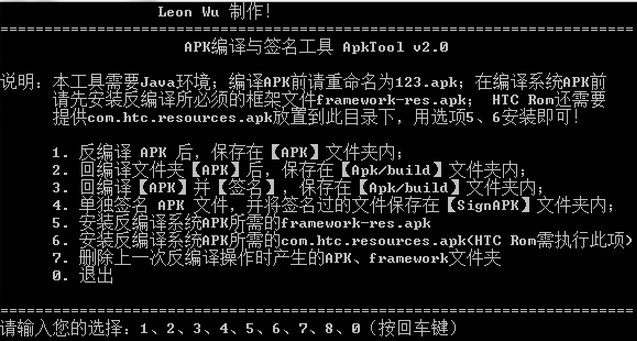 Leon Wu 制作!
APK编译与签名工具 ApkTool v2.0
说明: 本工具需要Java环境; 编译APK前请重命名为123.apk; 在编译系统APK前
请先安装反编译所必须的框架文件framework-res.apk; HTC Rom还需要
提供com.htc.resources.apk放置到此目录下, 用选项5、6安装即可!
1. 反编译 APK 后, 保存在【APK】文件夹内;
2. 回编译文件夹【APK】后, 保存在【Apk/build】文件夹内;
3. 回编译【APK】并【签名】, 保存在【Apk/build】文件夹内;
4. 单独签名 APK 文件, 并将签名过的文件保存在【SignAPK】文件夹内;
5. 安装反编译系统APK所需的framework-res.apk
6. 安装反编译系统APK所需的com.htc.resources.apk<HTC Rom需执行此项>
7. 删除上一次反编译操作时产生的APK、framework文件夹
0. 退出
请输入您的选择: 1、2、3、4、5、6、7、8、0（按回车键）